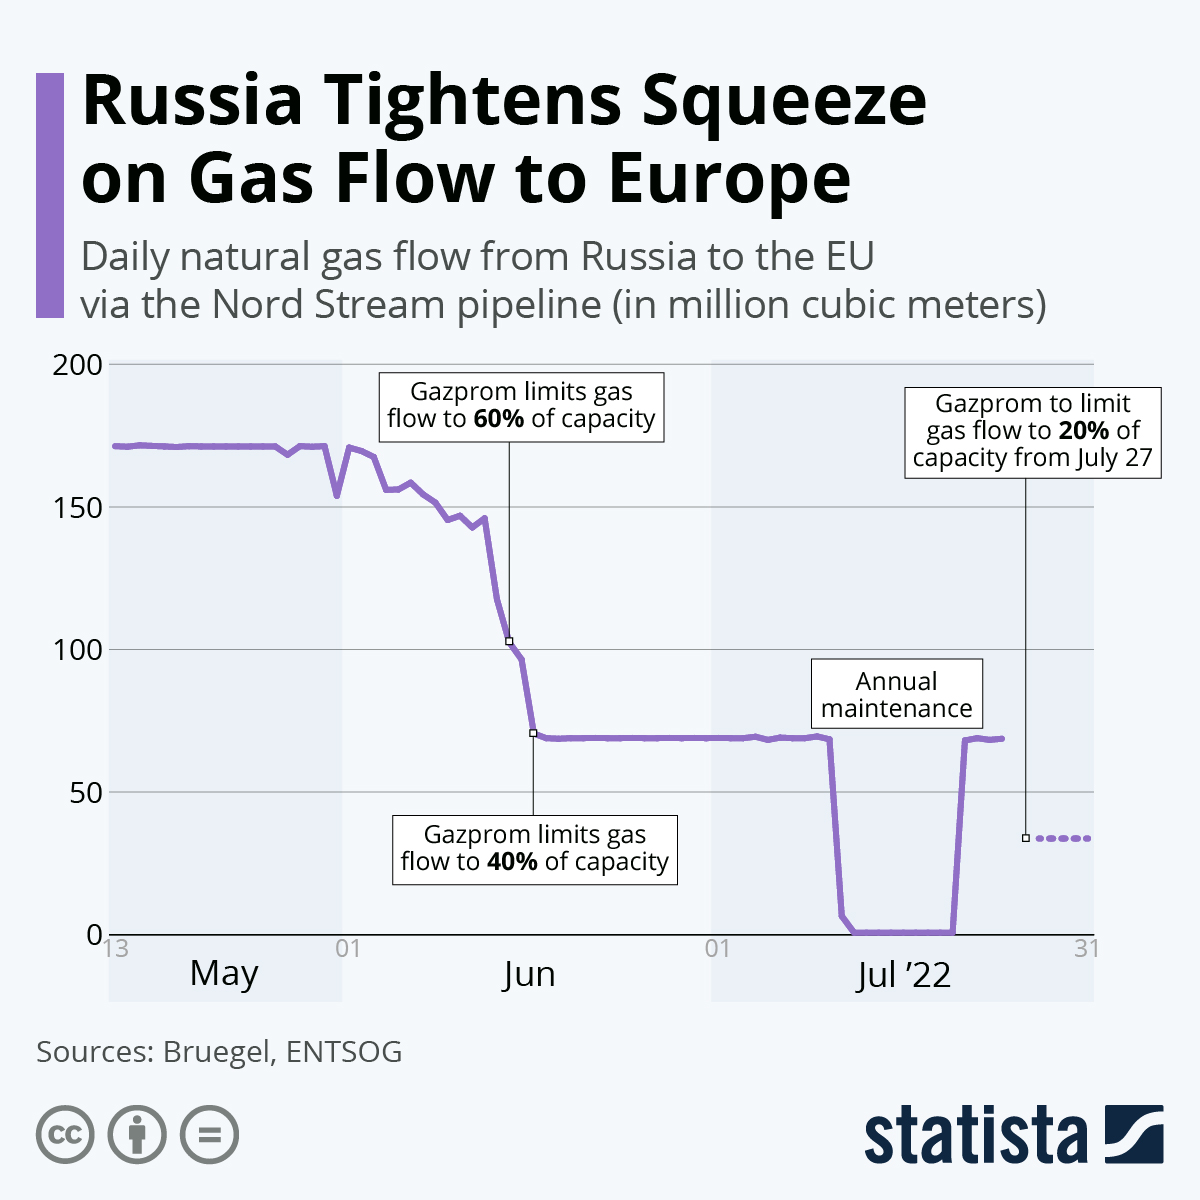 Russia Tightens Squeeze
on Gas Flow to Europe
Daily natural gas flow from Russia to the EU
via the Nord Stream pipeline (in million cubic meters)
200
150
100
50
0
Gazprom limits gas
flow to 60% of capacity
Gazprom to limit
gas flow to 20% of
capacity from July 27
Annual
maintenance
Gazprom limits gas
flow to 40% of capacity
13
01
01
31
May
Jun
Jul ’22
Sources: Bruegel, ENTSOG
cc
statista